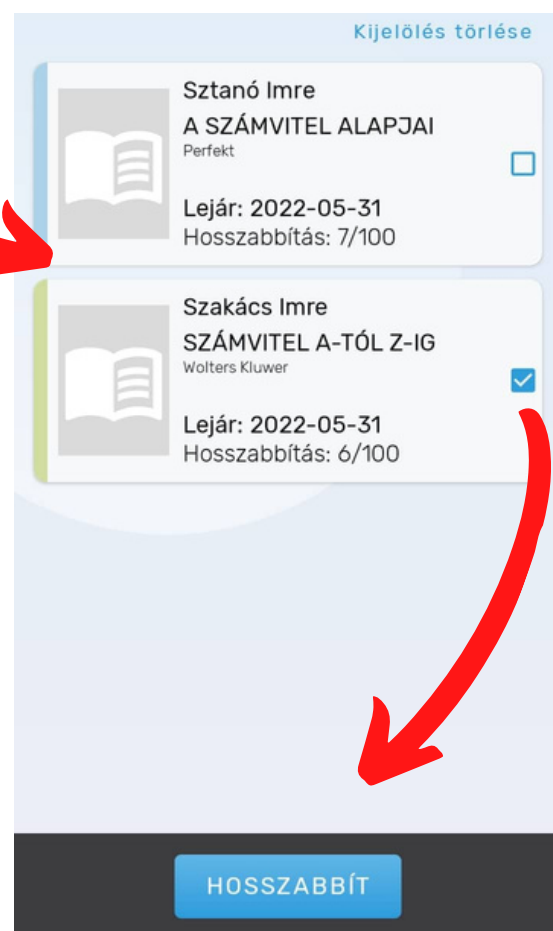 Kijelölés törlése
Sztanó Imre
A SZÁMVITEL ALAPJAI
Perfekt
Lejár: 2022-05-31
Hosszabbítás: 7/100
Szakács Imre
SZÁMVITEL A-TÓL Z-IG
Wolters Kluwer
Lejár: 2022-05-31
Hosszabbítás: 6/100
HOSSZABBÍT